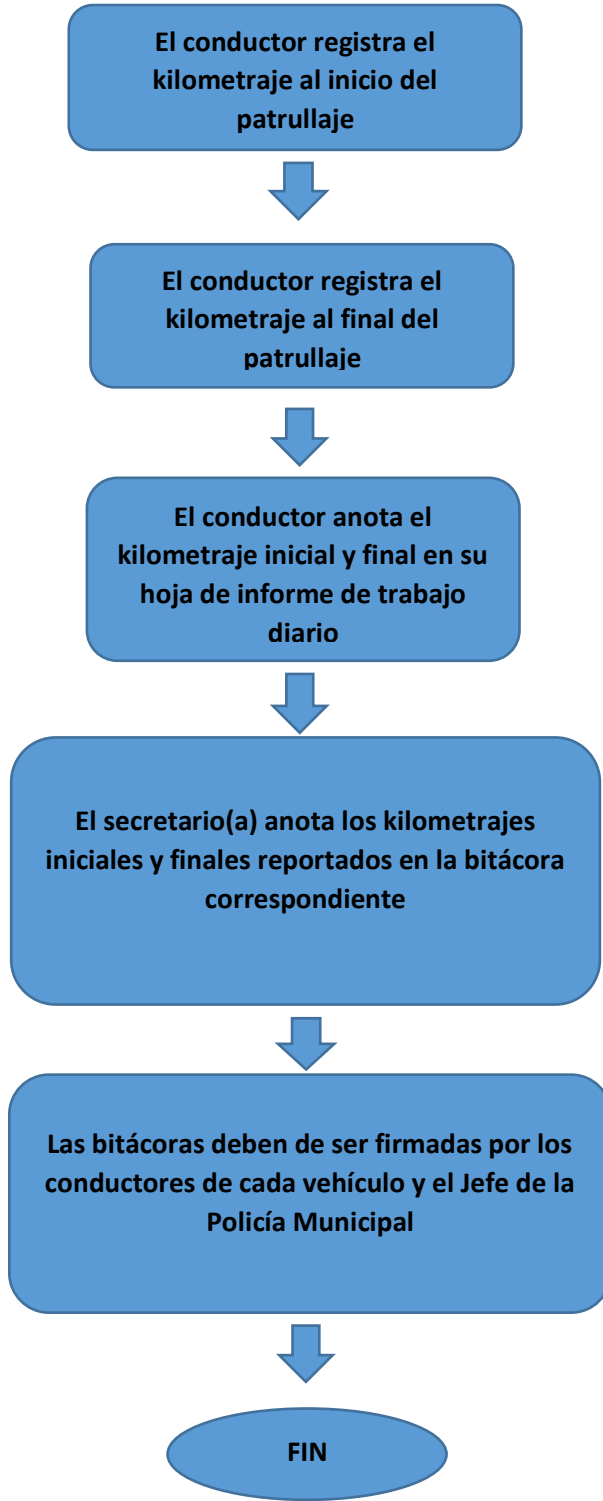 El conductor registra el
kilometraje al inicio del
patrullaje
El conductor registra el
kilometraje al final del
patrullaje
El conductor anota el
kilometraje inicial y final en su
hoja de informe de trabajo
diario
El secretario(a) anota los kilometrajes
iniciales y finales reportados en la bitácora
correspondiente
Las bitácoras deben de ser firmadas por los
conductores de cada vehículo y el Jefe de la
Policía Municipal
FIN